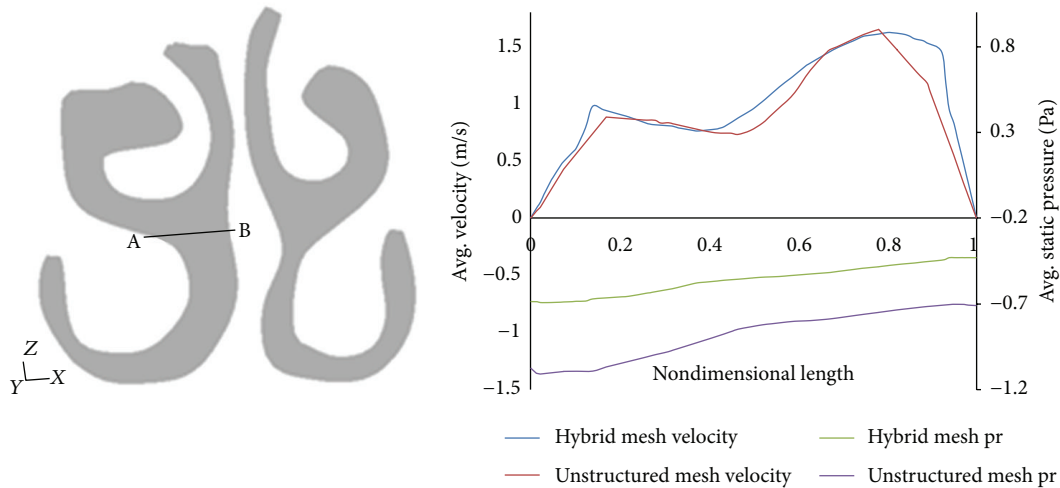 A
B
Z
Y
X
Avg. velocity (m/s)
1.5
1
0.5
0
−0.5
−1
−1.5
0
0.2
0.4
0.6
0.8
1
Nondimensional length
0.8
0.3
−0.2
−0.7
−1.2
Avg. static pressure (Pa)
Hybrid mesh velocity
Hybrid mesh pr
Unstructured mesh velocity
Unstructured mesh pr